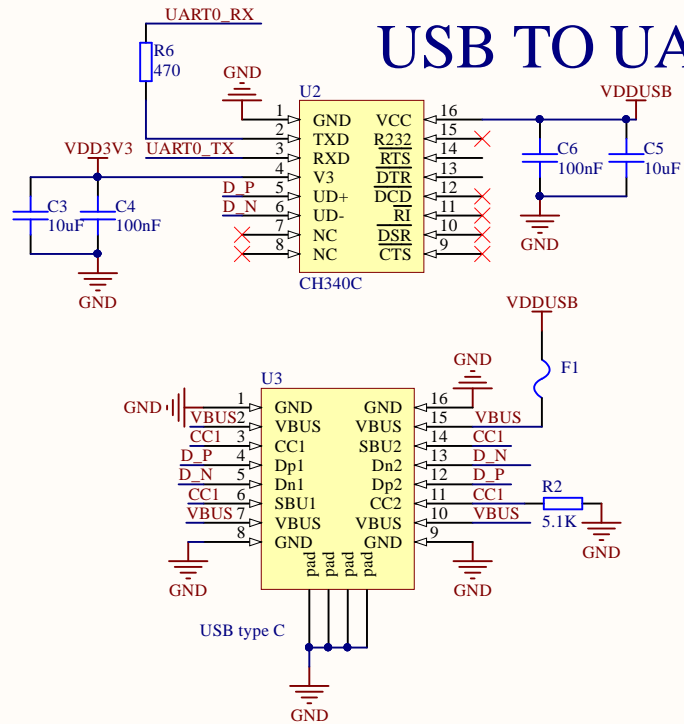 USB TO UA
UART0_RX
R6
470
GND
U2
VDDUSB
1 GND VCC 16
2 TXD R232 15
UART0_TX 3 RXD RTS 14
VDD3V3
4 V3 DTR 13
D_P 5 UD+ DCD 12
D_N 6 UD- RI 11
7 NC DSR 10
8 NC CTS 9
CH340C
C3
10uF
C4
100nF
GND
C6
100nF
C5
10uF
GND
VDDUSB
F1
U3
GND
GND 1 GND GND 16
VBUS 2 VBUS VBUS 15 VBUS
CC1 3 CC1 SBU2 14 CC1
D_P 4 Dp1 Dn2 13 D_N
D_N 5 Dn1 Dp2 12 D_P
CC1 6 SBU1 CC2 11 CC1
R2
5.1K
GND
VBUS 7 VBUS VBUS 10 VBUS
8 GND GND 9
GND
GND
pad pad pad pad
USB type C
GND